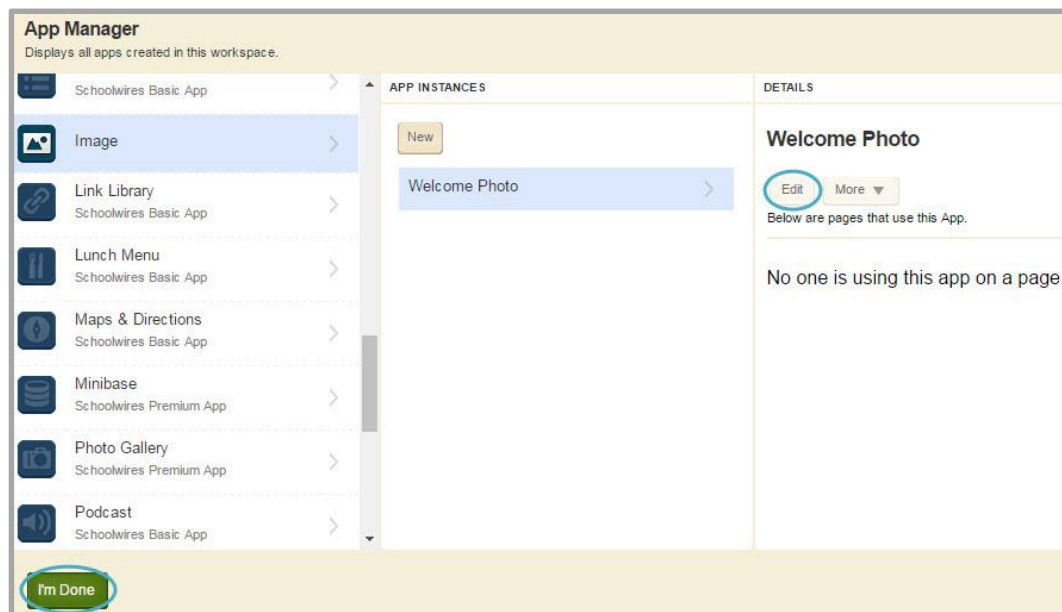 App Manager
Displays all apps created in this workspace.
Schoolwires Basic App
Image
Link Library
Schoolwires Basic App
Lunch Menu
Schoolwires Basic App
Maps & Directions
Schoolwires Basic App
Minibase
Schoolwires Premium App
Photo Gallery
Schoolwires Premium App
Podcast
Schoolwires Basic App
APP INSTANCES
New
Welcome Photo
DETAILS
Welcome Photo
Edit More
Below are pages that use this App.
No one is using this app on a page
I'm Done